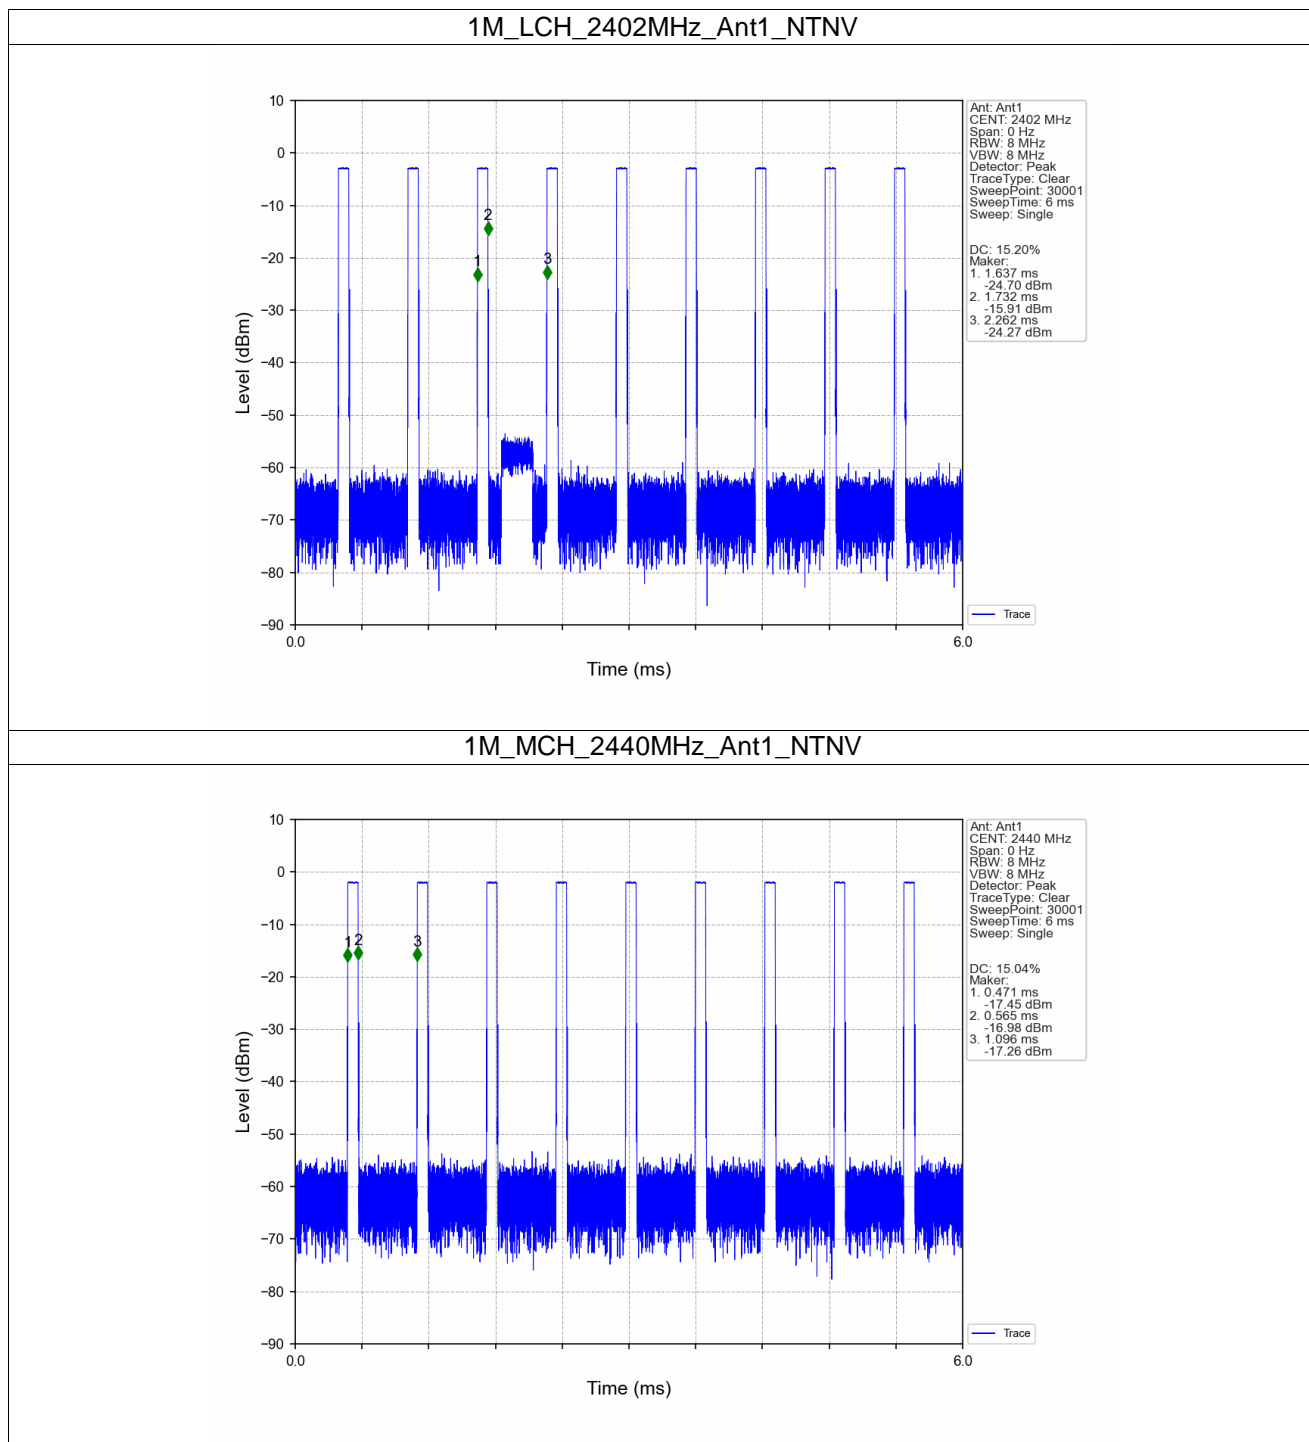 1M_LCH_2402MHz_Ant1_NTNV
10
0
−10
−20
−30
−40
−50
−60
−70
−80
−90
Level (dBm)
1
2
3
0.0
6.0
Time (ms)
Ant: Ant1
CENT: 2402 MHz
Span: 0 Hz
RBW: 8 MHz
VBW: 8 MHz
Detector: Peak
TraceType: Clear
SweepPoint: 30001
SweepTime: 6 ms
Sweep: Single
DC: 15.20%
Maker:
1. 1.637 ms
-24.70 dBm
2. 1.732 ms
-15.91 dBm
3. 2.262 ms
-24.27 dBm
Trace
1M_MCH_2440MHz_Ant1_NTNV
10
0
−10
−20
−30
−40
−50
−60
−70
−80
−90
Level (dBm)
1
2
3
0.0
6.0
Time (ms)
Ant: Ant1
CENT: 2440 MHz
Span: 0 Hz
RBW: 8 MHz
VBW: 8 MHz
Detector: Peak
TraceType: Clear
SweepPoint: 30001
SweepTime: 6 ms
Sweep: Single
DC: 15.04%
Maker:
1. 0.471 ms
-17.45 dBm
2. 0.565 ms
-16.98 dBm
3. 1.096 ms
-17.26 dBm
Trace